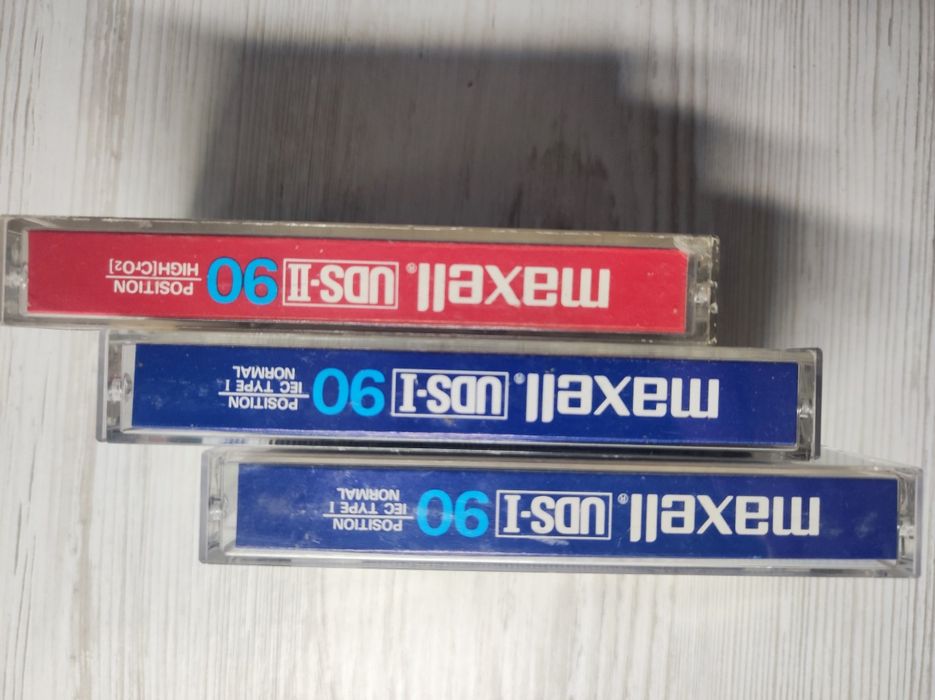 maxell® UDS-II 90 POSITION
HIGH[CrO2]
maxell® UDS-I 90 POSITION
IEC TYPE I
NORMAL
maxell® UDS-I 90 POSITION
IEC TYPE I
NORMAL